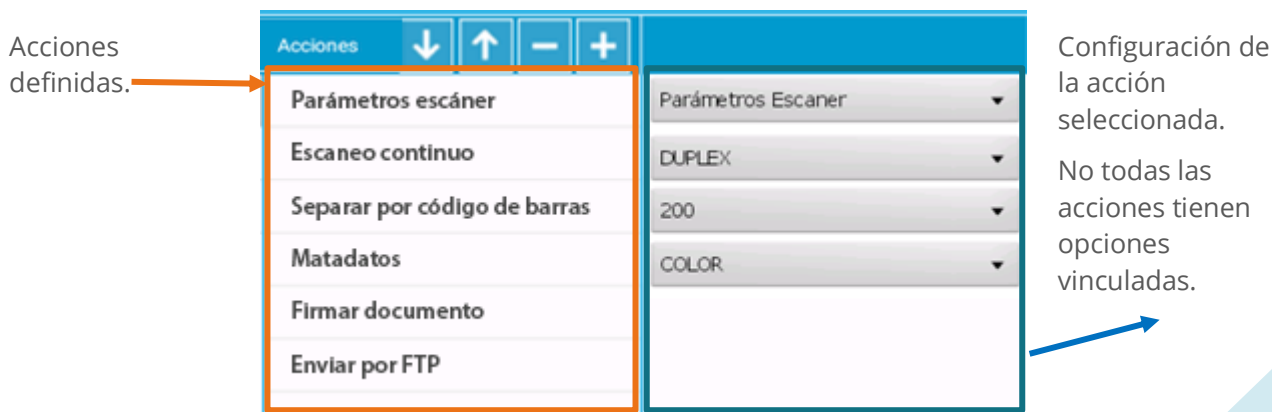 Acciones
definidas.
Acciones
Parámetros escáner
Escaneo continuo
Separar por código de barras
Matadatos
Firmar documento
Enviar por FTP
Parámetros Escaner
DUPLEX
200
COLOR
Configuración de
la acción
seleccionada.
No todas las
acciones tienen
opciones
vinculadas.